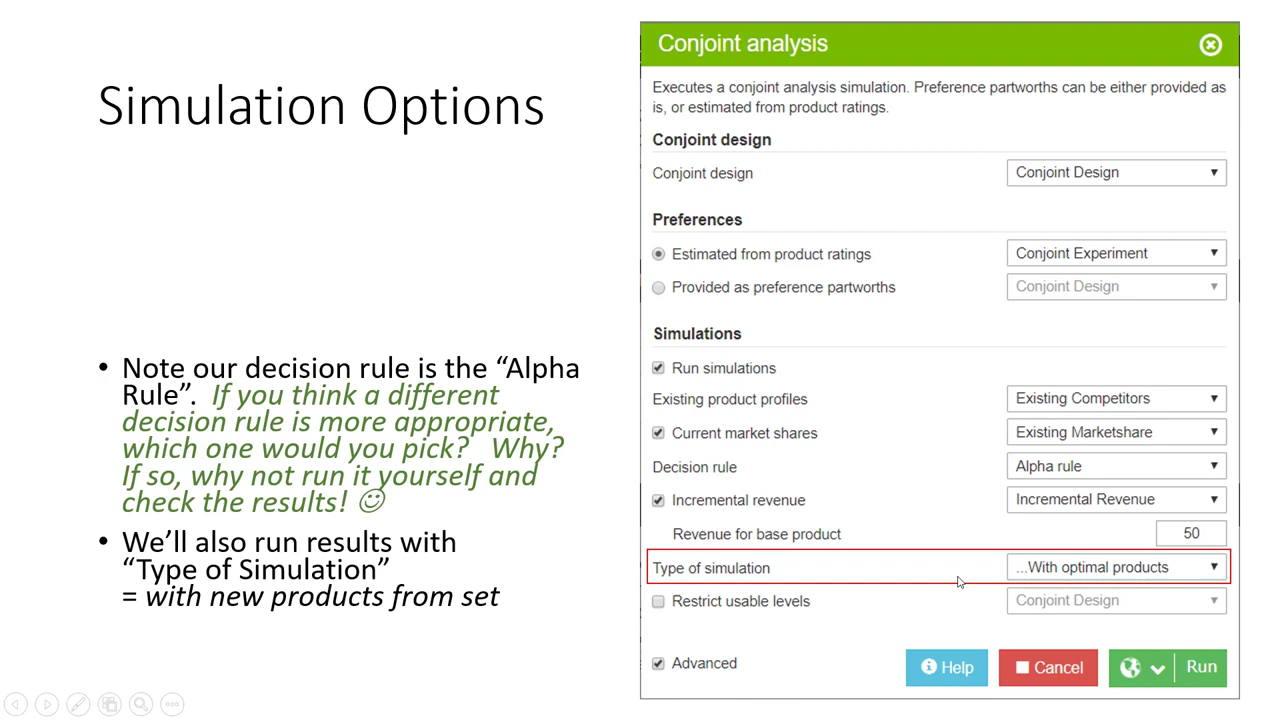 Simulation Options
• Note our decision rule is the “Alpha
Rule”. If you think a different
decision rule is more appropriate,
which one would you pick? Why?
If so, why not run it yourself and
check the results! ☺
• We’ll also run results with
“Type of Simulation”
= with new products from set
Conjoint analysis
Executes a conjoint analysis simulation. Preference partworths can be either provided as
is, or estimated from product ratings.
Conjoint design
Conjoint design Conjoint Design
Preferences
Estimated from product ratings Conjoint Experiment
Provided as preference partworths Conjoint Design
Simulations
Run simulations
Existing product profiles Existing Competitors
Current market shares Existing Marketshare
Decision rule Alpha rule
Incremental revenue Incremental Revenue
Revenue for base product 50
Type of simulation ...With optimal products
Restrict usable levels Conjoint Design
Advanced Help Cancel Run